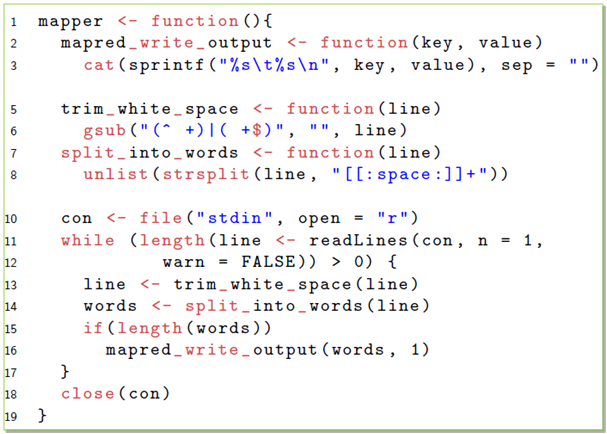 1 mapper <- function(){
2 mapred_write_output <- function(key, value)
3 cat(sprintf("%s\t%s\n", key, value), sep = "")
5 trim_white_space <- function(line)
6 gsub("(^ +)|( +$)", "", line)
7 split_into_words <- function(line)
8 unlist(strsplit(line, "[[:space:]]+"))
10 con <- file("stdin", open = "r")
11 while (length(line <- readLines(con, n = 1,
12 warn = FALSE)) > 0) {
13 line <- trim_white_space(line)
14 words <- split_into_words(line)
15 if(length(words))
16 mapred_write_output(words, 1)
17 }
18 close(con)
19 }